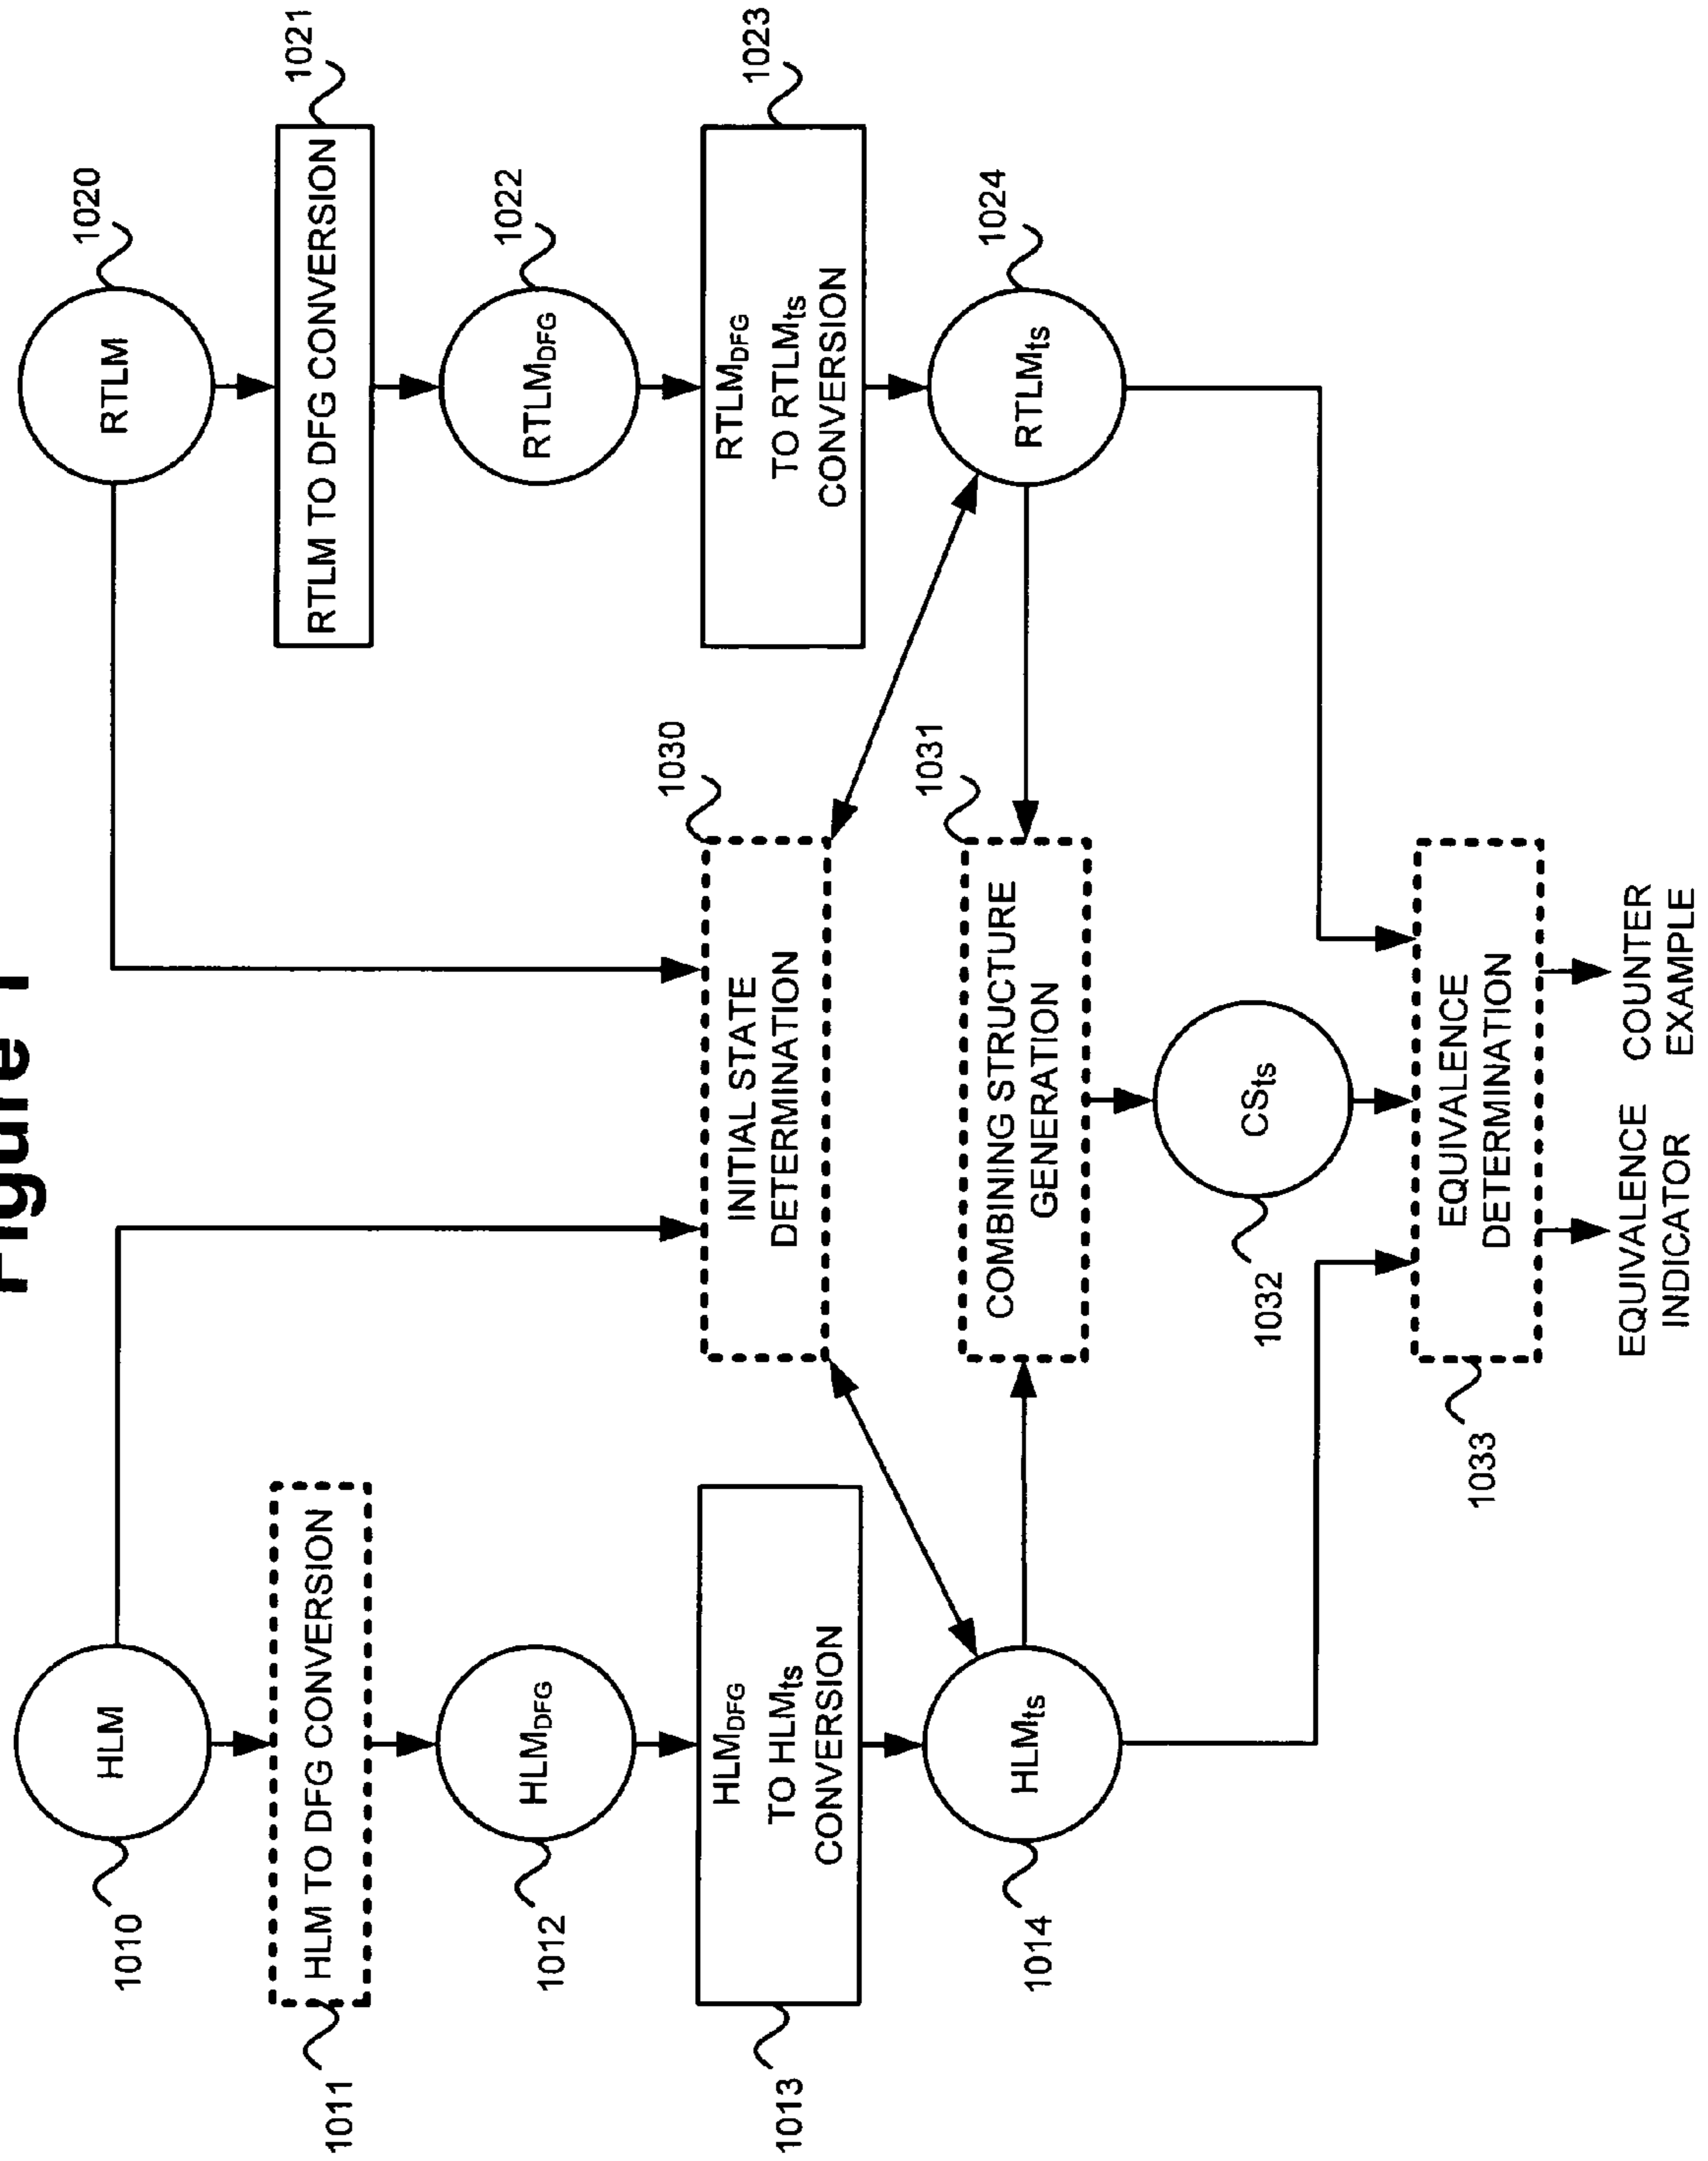 Figure 1
HLM
1010
HLM TO DFG CONVERSION
1011
HLMDFG
1012
HLMDFG
TO HLMts
CONVERSION
1013
HLMts
1014
RTLM
1020
RTLM TO DFG CONVERSION
1021
RTLMDFG
1022
RTLMDFG
TO RTLMts
CONVERSION
1023
RTLMts
1024
INITIAL STATE
DETERMINATION
1030
COMBINING STRUCTURE
GENERATION
1031
CSts
1032
EQUIVALENCE
DETERMINATION
1033
EQUIVALENCE
INDICATOR
COUNTER
EXAMPLE